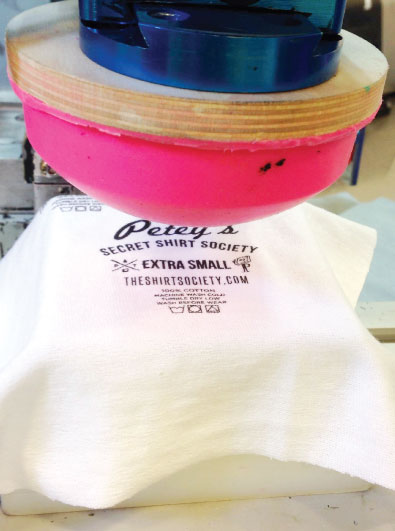 Petey's
SECRET SHIRT SOCIETY
EXTRA SMALL
THESHIRTSOCIETY.COM
100% COTTON
MACHINE WASH COLD
TUMBLE DRY LOW
WASH BEFORE WEAR